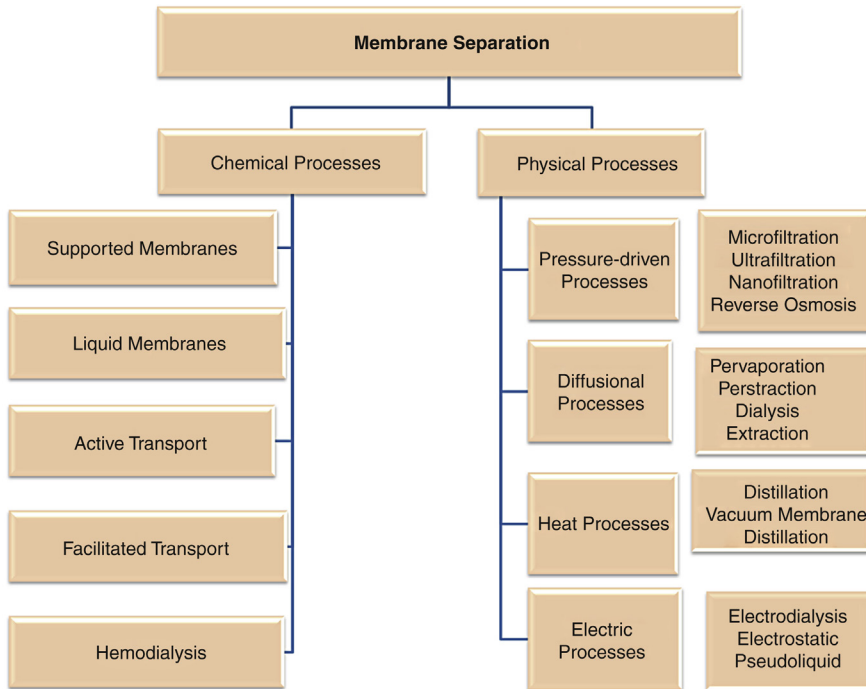 Membrane Separation
Chemical Processes
Physical Processes
Supported Membranes
Liquid Membranes
Active Transport
Facilitated Transport
Hemodialysis
Pressure-driven
Processes
Microfiltration
Ultrafiltration
Nanofiltration
Reverse Osmosis
Diffusional
Processes
Pervaporation
Perstraction
Dialysis
Extraction
Heat Processes
Distillation
Vacuum Membrane
Distillation
Electric
Processes
Electrodialysis
Electrostatic
Pseudoliquid